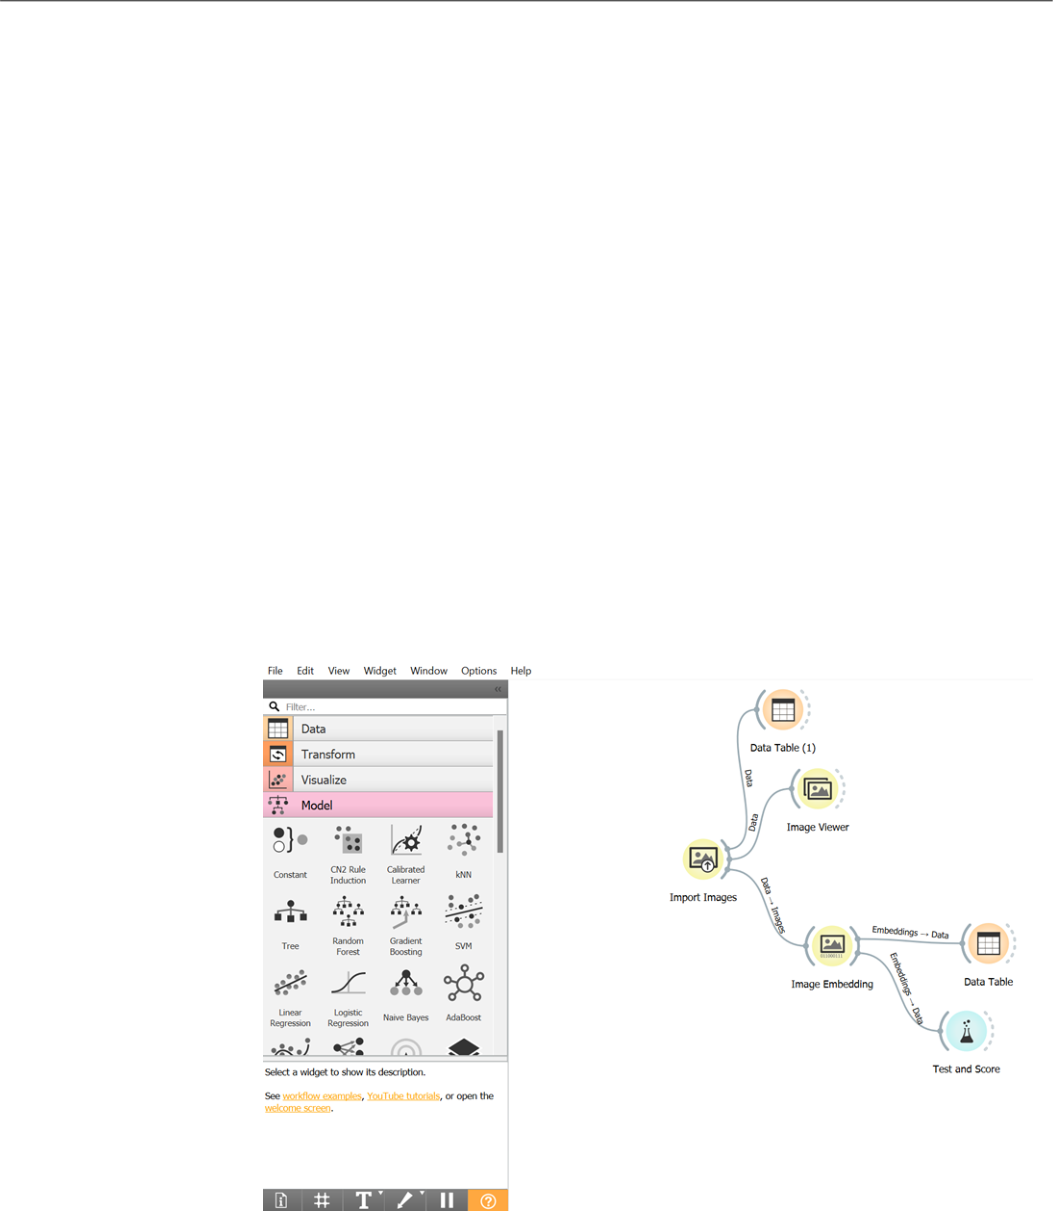 File Edit View Widget Window Options Help
Filter...
Data
Transform
Visualize
Model
Constant
CN2 Rule
Induction
Calibrated
Learner
kNN
Tree
Random
Forest
Gradient
Boosting
SVM
Linear
Regression
Logistic
Regression
Naive Bayes
AdaBoost
Select a widget to show its description.
See workflow examples, YouTube tutorials, or open the
welcome screen.
Data Table (1)
Data
Image Viewer
Data
Import Images
Data → Images
Image Embedding
Embeddings → Data
Data Table
Embeddings → Data
Test and Score